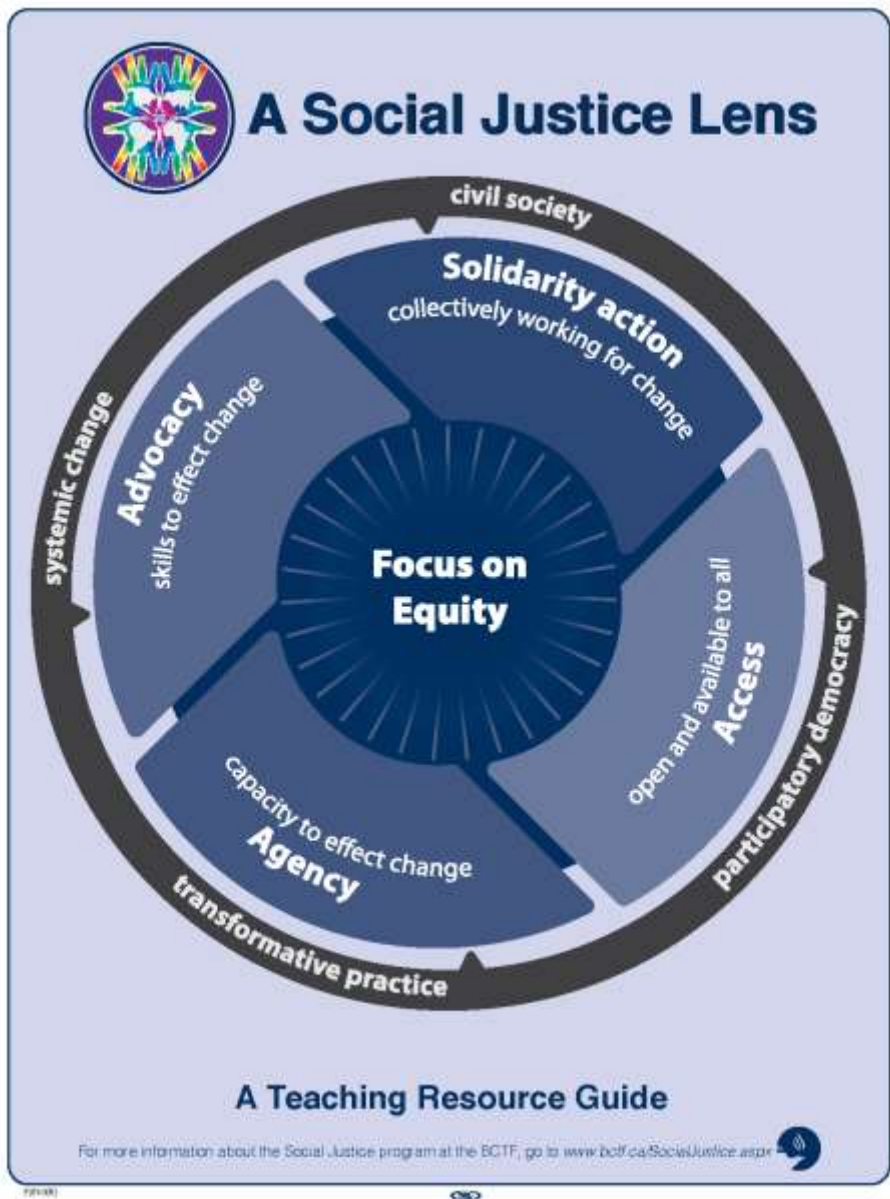 A Social Justice Lens
civil society
Solidarity action
collectively working for change
Advocacy
skills to effect change
systemic change
Focus on
Equity
open and available to all
Access
participatory democracy
capacity to effect change
Agency
transformative practice
A Teaching Resource Guide
For more information about the Social Justice program at the BCTF, go to www.bctf.ca/SocialJustice.aspx